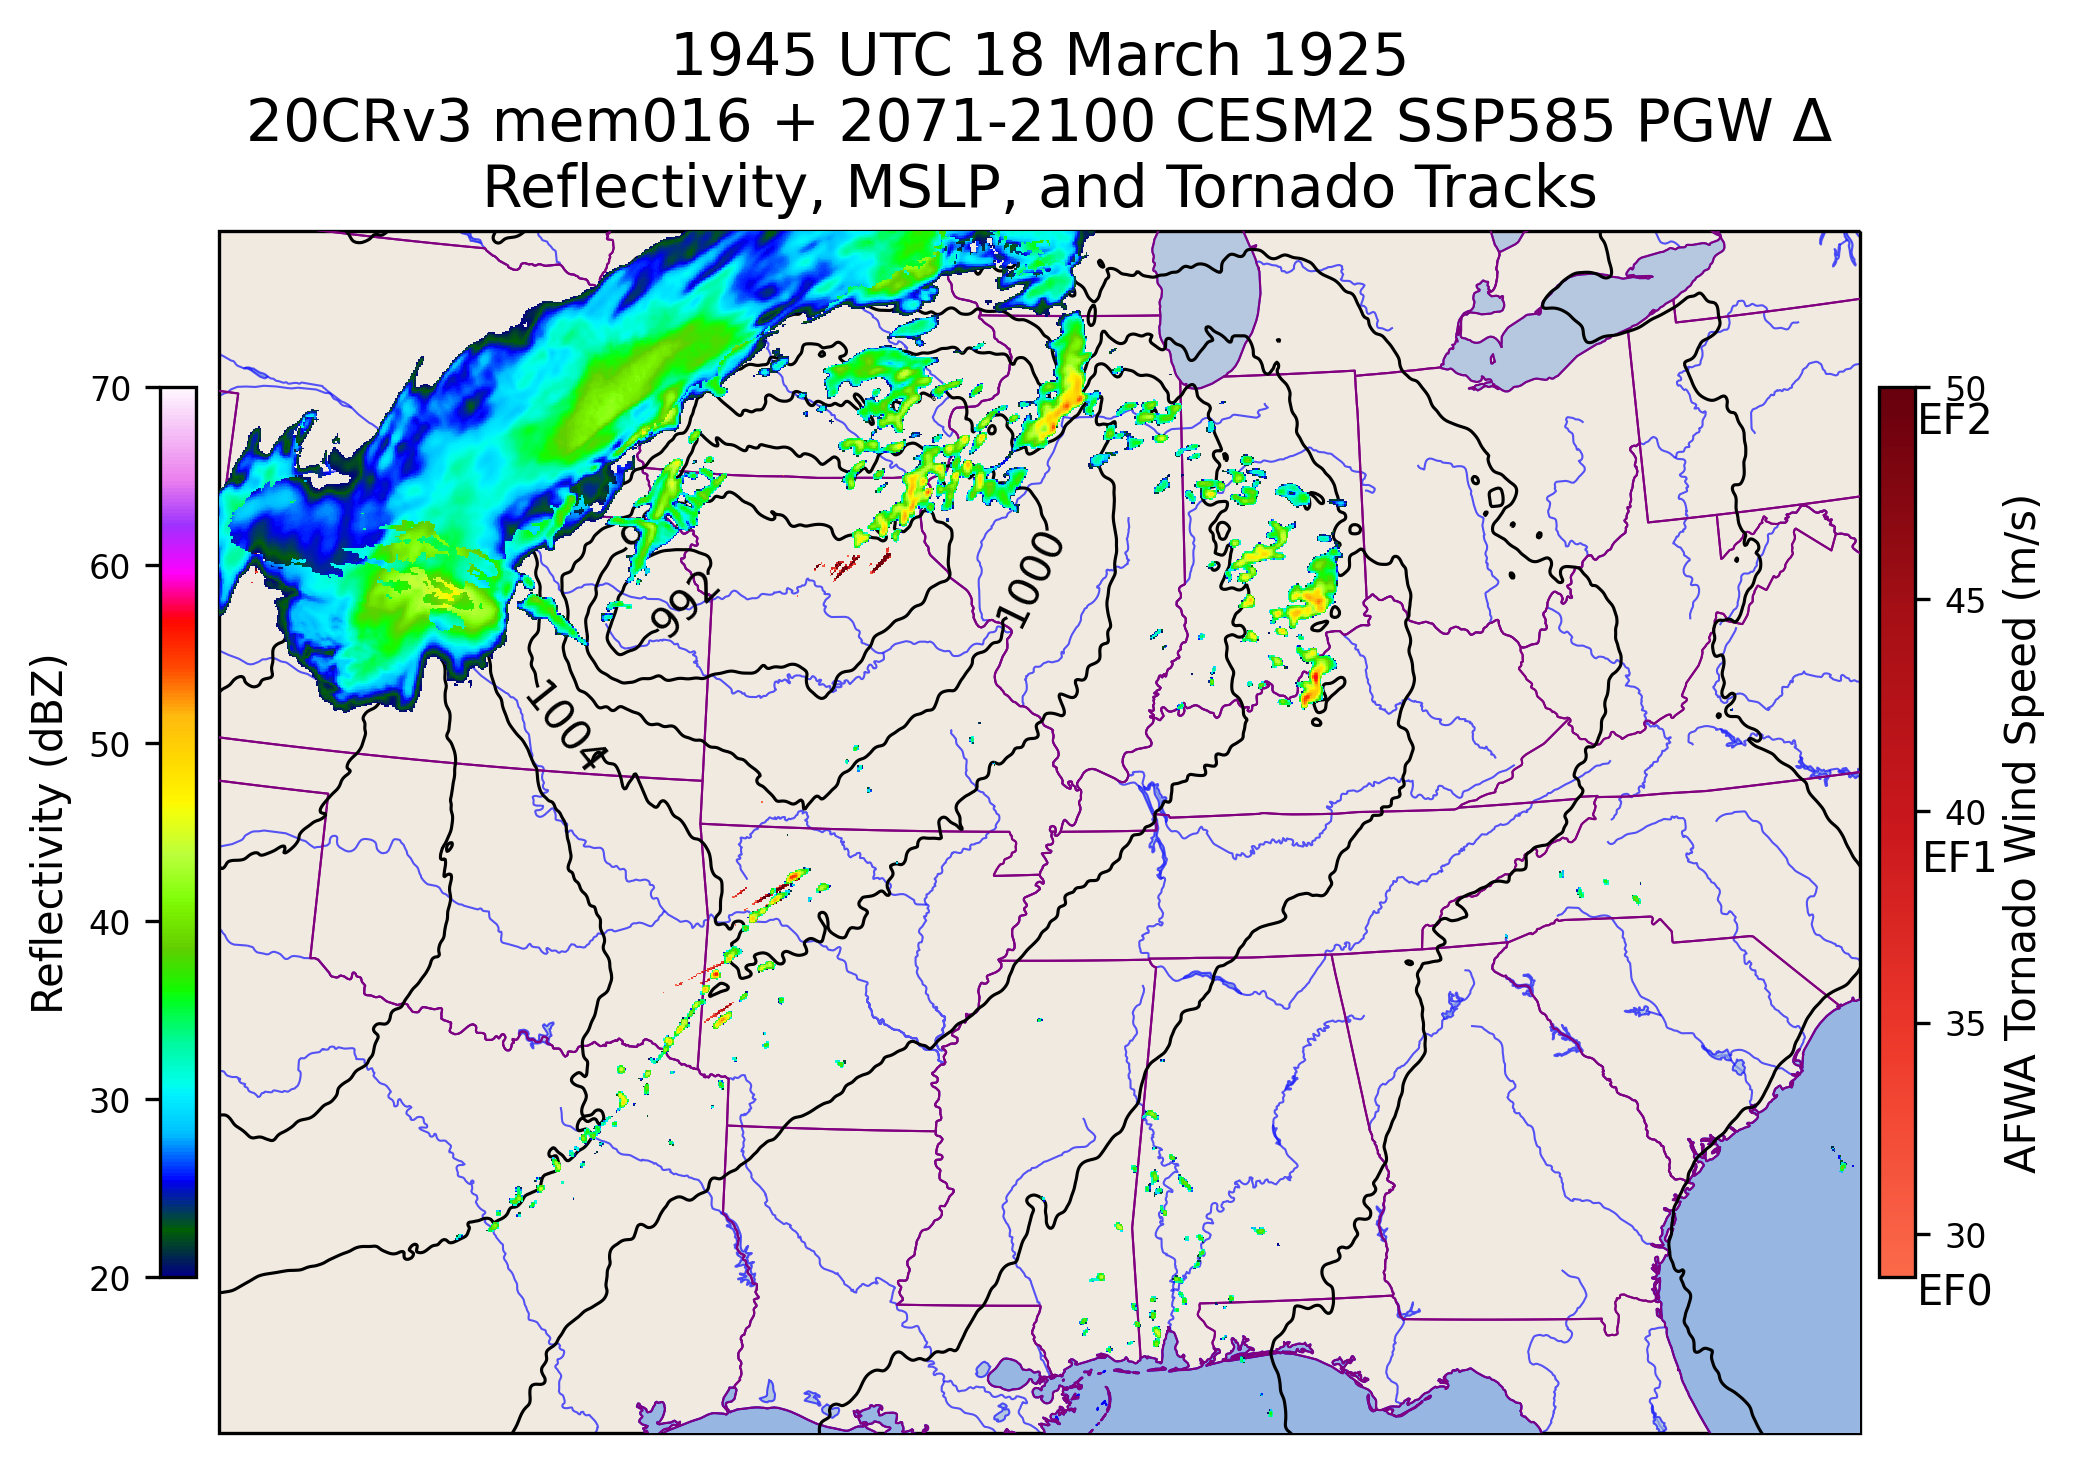 1945 UTC 18 March 1925
20CRv3 mem016 + 2071-2100 CESM2 SSP585 PGW Δ
Reflectivity, MSLP, and Tornado Tracks
Reflectivity (dBZ)
70
60
50
40
30
20
992
1000
1004
50
EF2
45
40
EF1
35
30
EF0
AFWA Tornado Wind Speed (m/s)